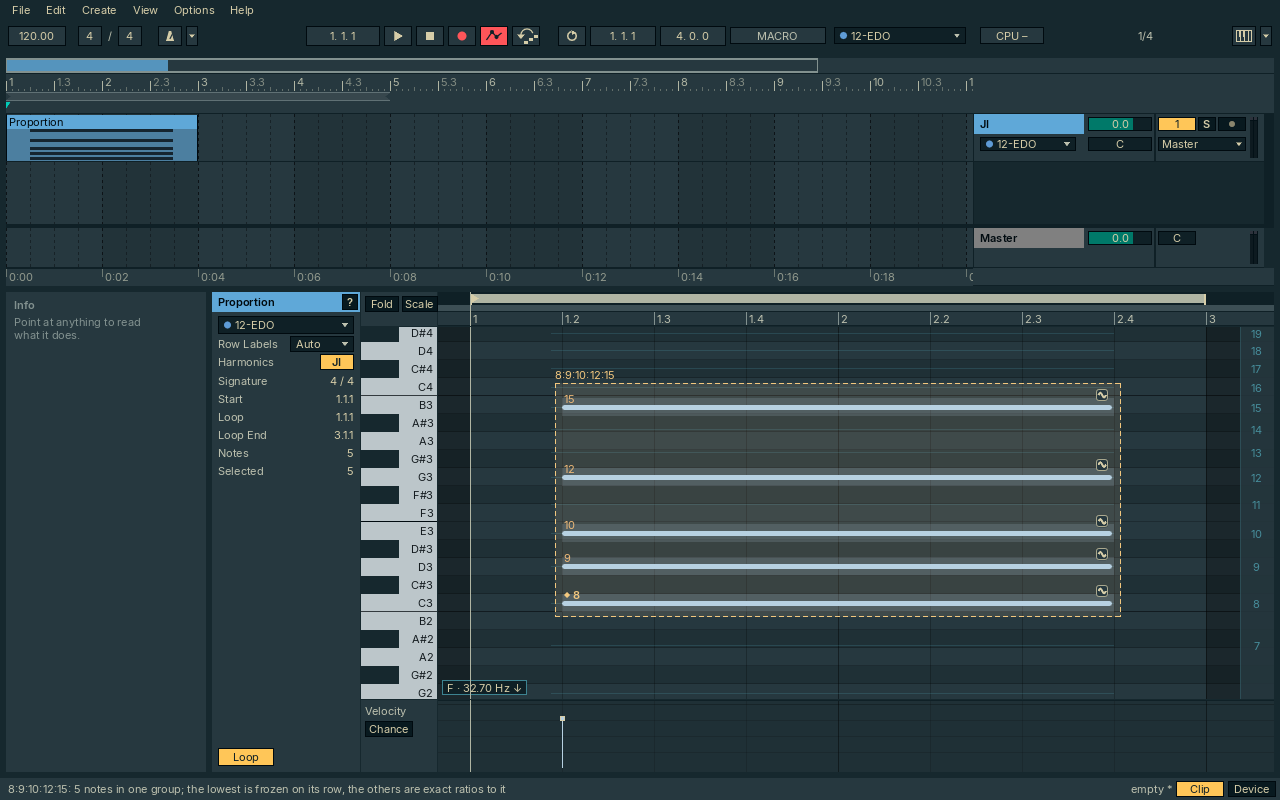 File Edit Create View Options Help
120.00 4 / 4 1. 1. 1 1. 1. 1 4. 0. 0 MACRO 12-EDO CPU – 1/4
1 1.3 2 2.3 3 3.3 4 4.3 5 5.3 6 6.3 7 7.3 8 8.3 9 9.3 10 10.3 1
Proportion
JI 0.0 1 S
12-EDO C Master
Master 0.0 C
0:00 0:02 0:04 0:06 0:08 0:10 0:12 0:14 0:16 0:18
Info
Point at anything to read
what it does.
Proportion ?
12-EDO
Row Labels Auto
Harmonics JI
Signature 4 / 4
Start 1.1.1
Loop 1.1.1
Loop End 3.1.1
Notes 5
Selected 5
Loop
Fold Scale
1 1.2 1.3 1.4 2 2.2 2.3 2.4 3
D#4 19
D4 18
C#4 17
8:9:10:12:15
C4 16
B3 15 15
A#3 14
A3 13
G#3
G3 12 12
F#3 11
F3
E3 10 10
D#3
D3 9 9
C#3
C3 8 8
B2
A#2 7
A2
G#2
G2
F · 32.70 Hz ↓
Velocity
Chance
8:9:10:12:15: 5 notes in one group; the lowest is frozen on its row, the others are exact ratios to it
empty * Clip Device